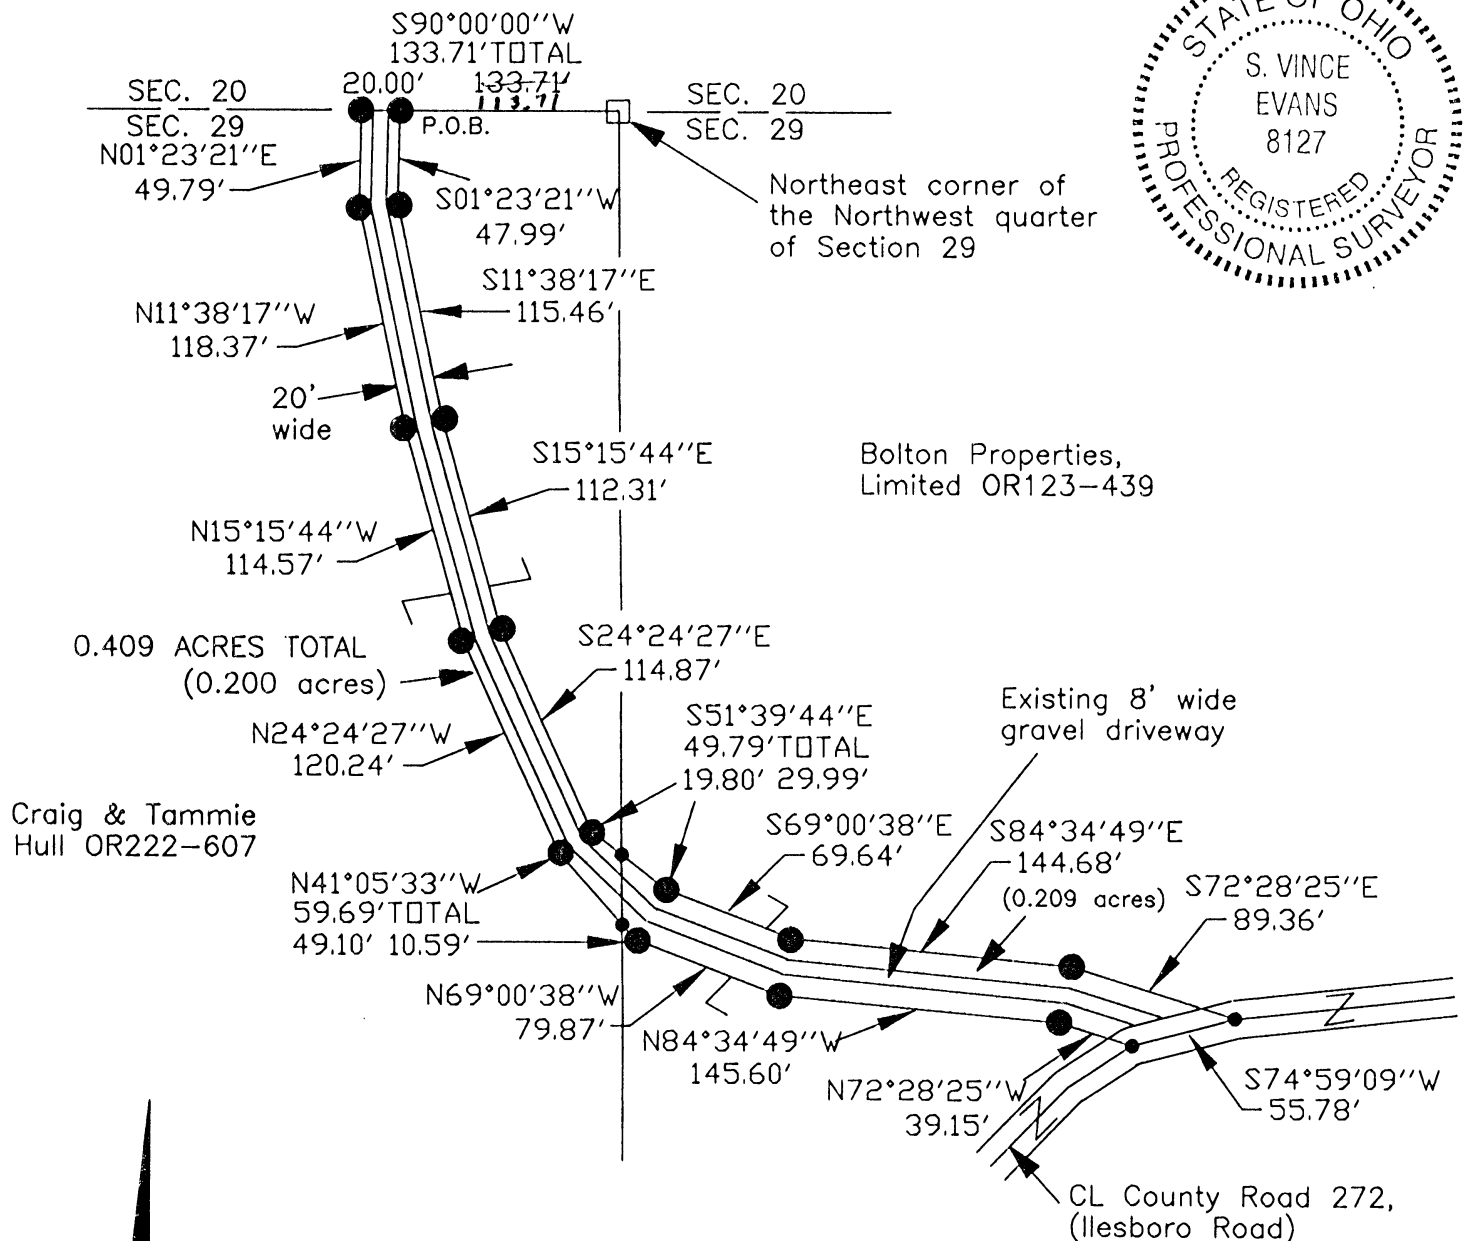 S90°00'00''W
133.71'TOTAL
20.00' 133.71'
113.71
SEC. 20
SEC. 29
P.O.B.
SEC. 20
SEC. 29
STATE OF OHIO
S. VINCE
EVANS
8127
REGISTERED
PROFESSIONAL SURVEYOR
N01°23'21''E
49.79'
S01°23'21''W
47.99'
Northeast corner of
the Northwest quarter
of Section 29
S11°38'17''E
115.46'
N11°38'17''W
118.37'
20'
wide
S15°15'44''E
112.31'
Bolton Properties,
Limited OR123-439
N15°15'44''W
114.57'
0.409 ACRES TOTAL
(0.200 acres)
S24°24'27''E
114.87'
N24°24'27''W
120.24'
S51°39'44''E
49.79'TOTAL
19.80' 29.99'
Existing 8' wide
gravel driveway
Craig & Tammie
Hull OR222-607
S69°00'38''E
69.64'
S84°34'49''E
144.68'
(0.209 acres)
S72°28'25''E
89.36'
N41°05'33''W
59.69'TOTAL
49.10' 10.59'
N69°00'38''W
79.87'
N84°34'49''W
145.60'
N72°28'25''W
39.15'
S74°59'09''W
55.78'
CL County Road 272,
(Ilesboro Road)